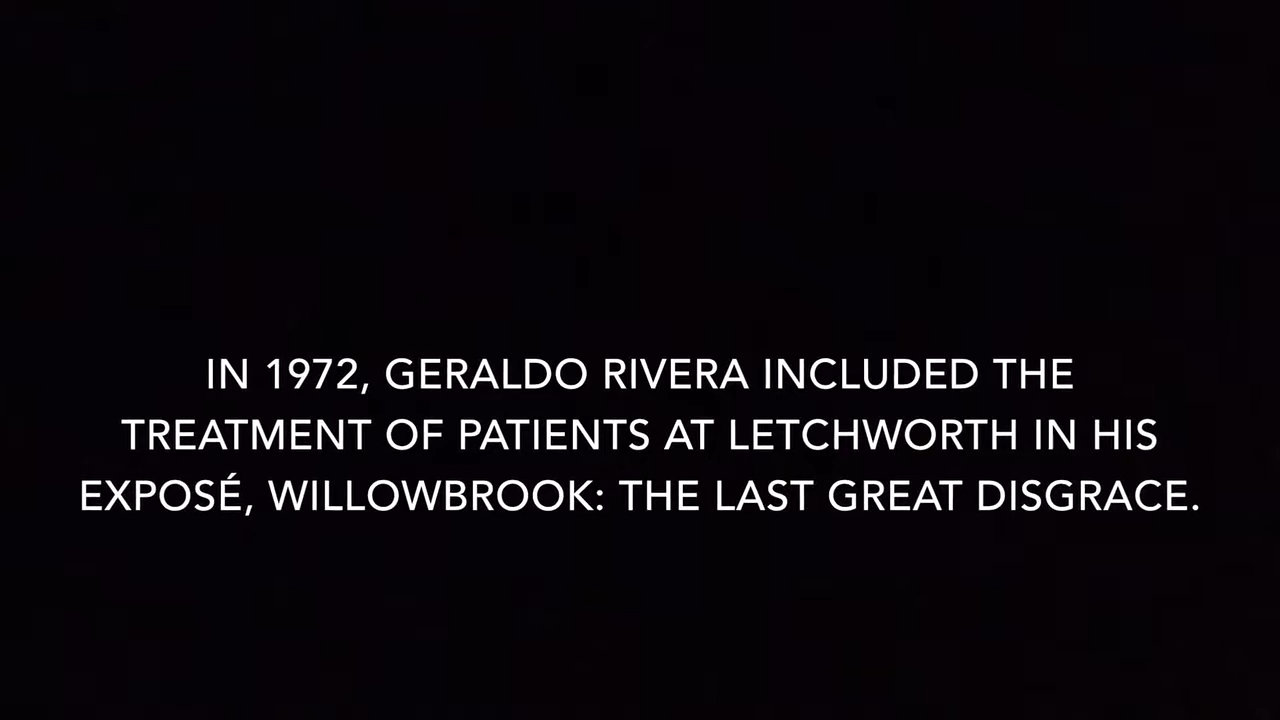 IN 1972, GERALDO RIVERA INCLUDED THE
TREATMENT OF PATIENTS AT LETCHWORTH IN HIS
EXPOSÉ, WILLOWBROOK: THE LAST GREAT DISGRACE.